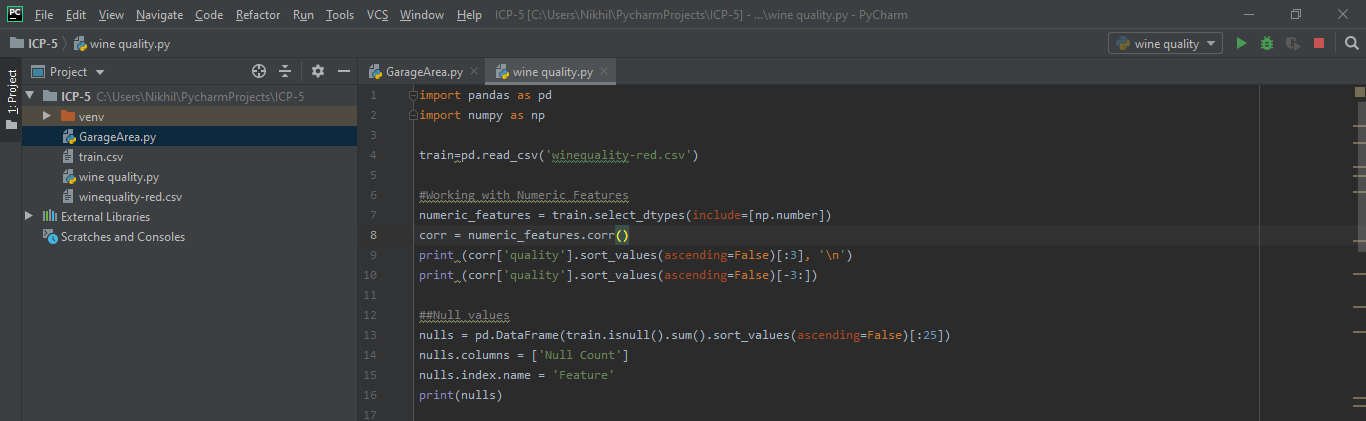 PC File Edit View Navigate Code Refactor Run Tools VCS Window Help ICP-5 [C:\Users\Nikhil\PycharmProjects\ICP-5] - ...\wine quality.py - PyCharm
ICP-5 wine quality.py wine quality
1: Project
Project
ICP-5 C:\Users\Nikhil\PycharmProjects\ICP-5
venv
GarageArea.py
train.csv
wine quality.py
winequality-red.csv
External Libraries
Scratches and Consoles
GarageArea.py wine quality.py
1 import pandas as pd
2 import numpy as np
3
4 train=pd.read_csv('winequality-red.csv')
5
6 #Working with Numeric Features
7 numeric_features = train.select_dtypes(include=[np.number])
8 corr = numeric_features.corr()
9 print (corr['quality'].sort_values(ascending=False)[:3], '\n')
10 print (corr['quality'].sort_values(ascending=False)[-3:])
11
12 ##Null values
13 nulls = pd.DataFrame(train.isnull().sum().sort_values(ascending=False)[:25])
14 nulls.columns = ['Null Count']
15 nulls.index.name = 'Feature'
16 print(nulls)
17